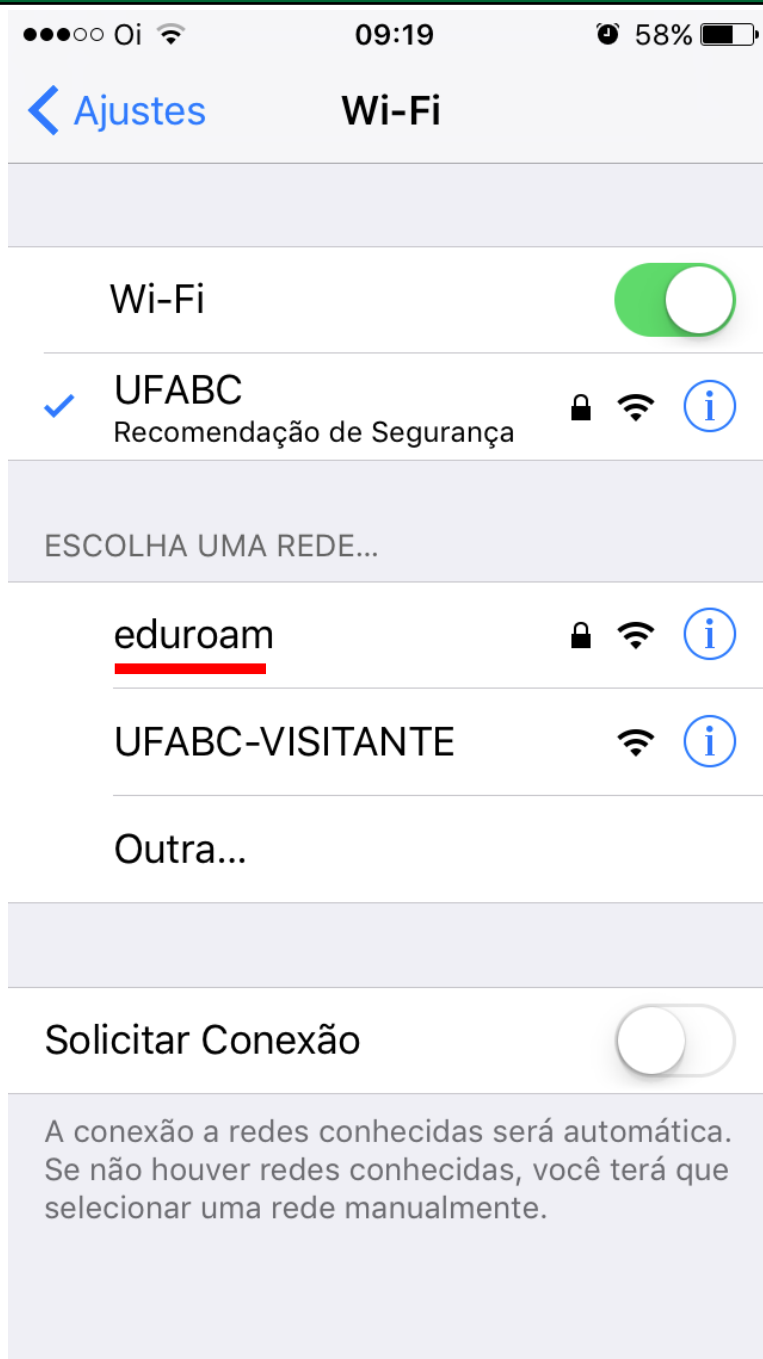 Oi 09:19 58%
Ajustes Wi-Fi
Wi-Fi
UFABC
Recomendação de Segurança
ESCOLHA UMA REDE...
eduroam
UFABC-VISITANTE
Outra...
Solicitar Conexão
A conexão a redes conhecidas será automática.
Se não houver redes conhecidas, você terá que
selecionar uma rede manualmente.